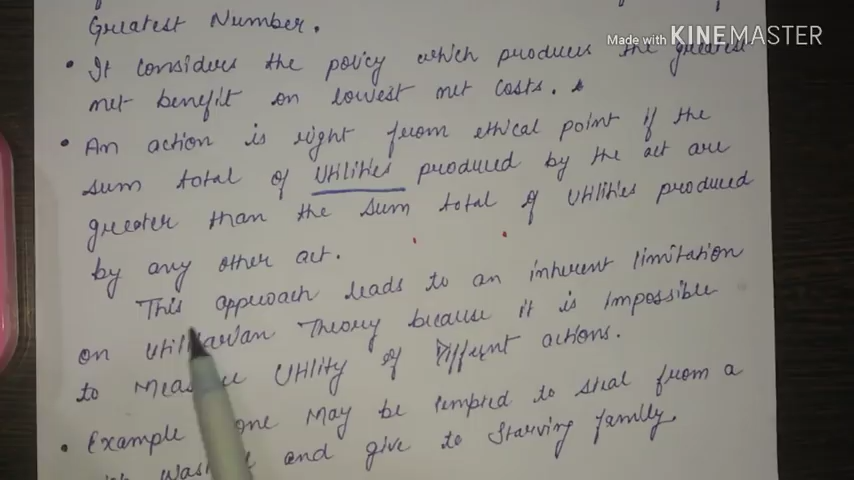 Greatest Number.
Made with KINEMASTER
• It considers the policy which produces the greatest
net benefit on lowest net costs.
• An action is right from ethical point if the
sum total of Utilities produced by the act are
greater than the sum total of Utilities produced
by any other act.
This approach leads to an inherent limitation
on Utilitarian Theory because it is Impossible
to Measure Utility of Different actions.
• Example one May be tempted to steal from a
and give to Starving family